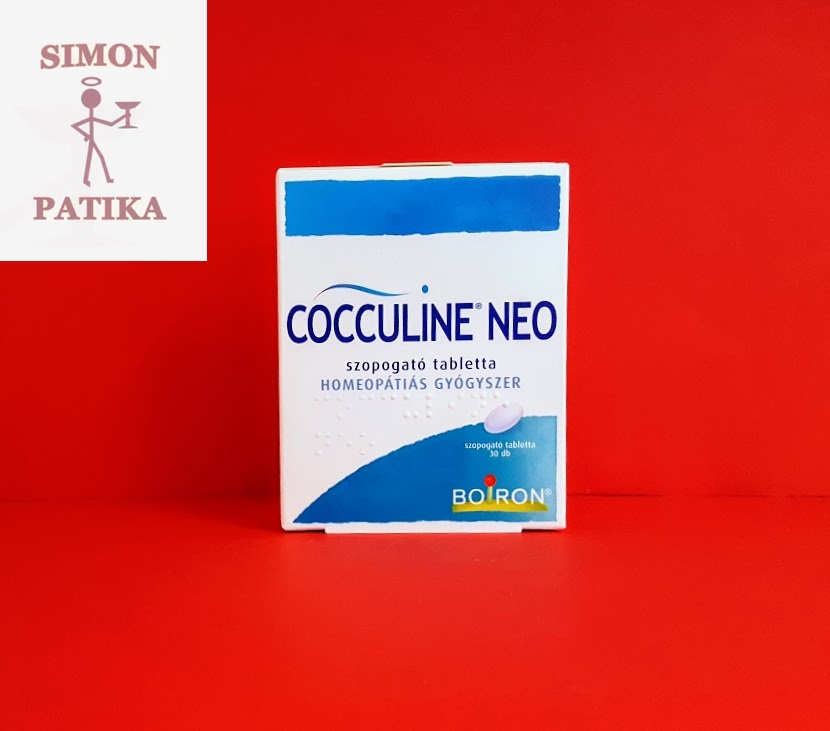 SIMON
PATIKA
COCCULINE® NEO
szopogató tabletta
HOMEOPÁTIÁS GYÓGYSZER
szopogató tabletta
30 db
BOIRON®